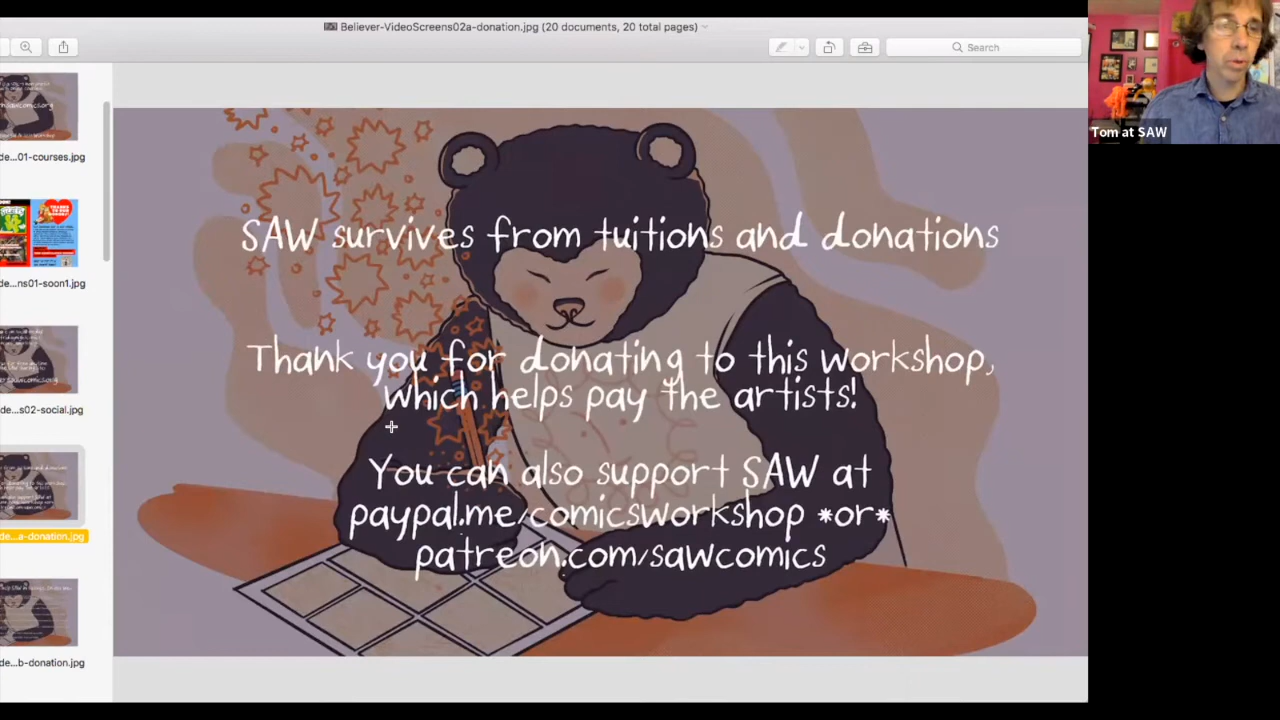 Believer-VideoScreens02a-donation.jpg (20 documents, 20 total pages)
Search
Tom at SAW
de...01-courses.jpg
ns01-soon1.jpg
de...s02-social.jpg
de...a-donation.jpg
de...b-donation.jpg
SAW survives from tuitions and donations
Thank you for donating to this workshop,
which helps pay the artists!
You can also support SAW at
paypal.me/comicsworkshop *or*
patreon.com/sawcomics